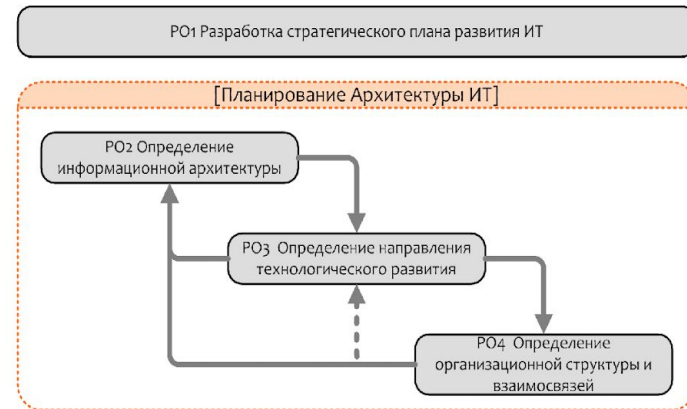 PO1 Разработка стратегического плана развития ИТ
[Планирование Архитектуры ИТ]
PO2 Определение
информационной архитектуры
PO3 Определение направления
технологического развития
PO4 Определение
организационной структуры и
взаимосвязей